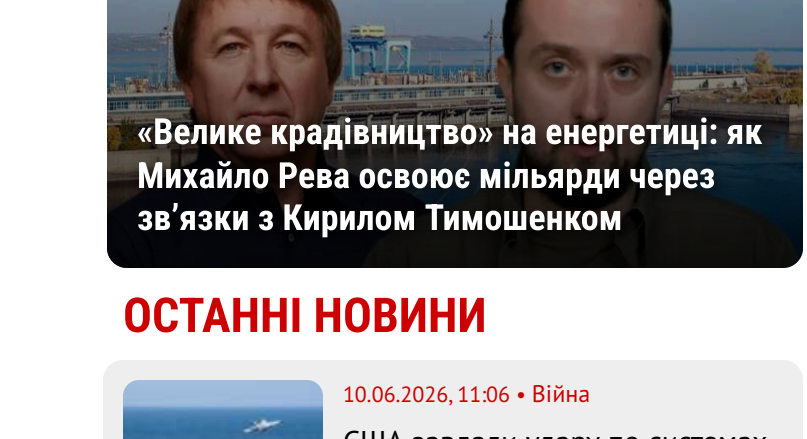 «Велике крадівництво» на енергетиці: як
Михайло Рева освоює мільярди через
зв’язки з Кирилом Тимошенком
ОСТАННІ НОВИНИ
10.06.2026, 11:06 • Війна